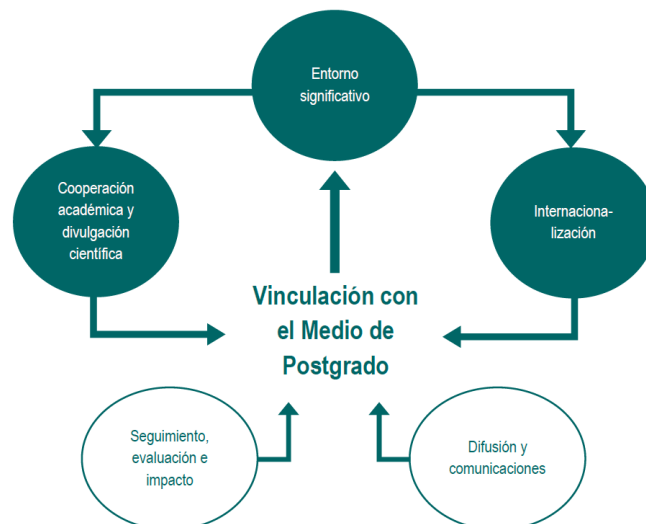 Entorno
significativo
Cooperación
académica y
divulgación
científica
Internaciona-
lización
Vinculación con
el Medio de
Postgrado
Seguimiento,
evaluación e
impacto
Difusión y
comunicaciones